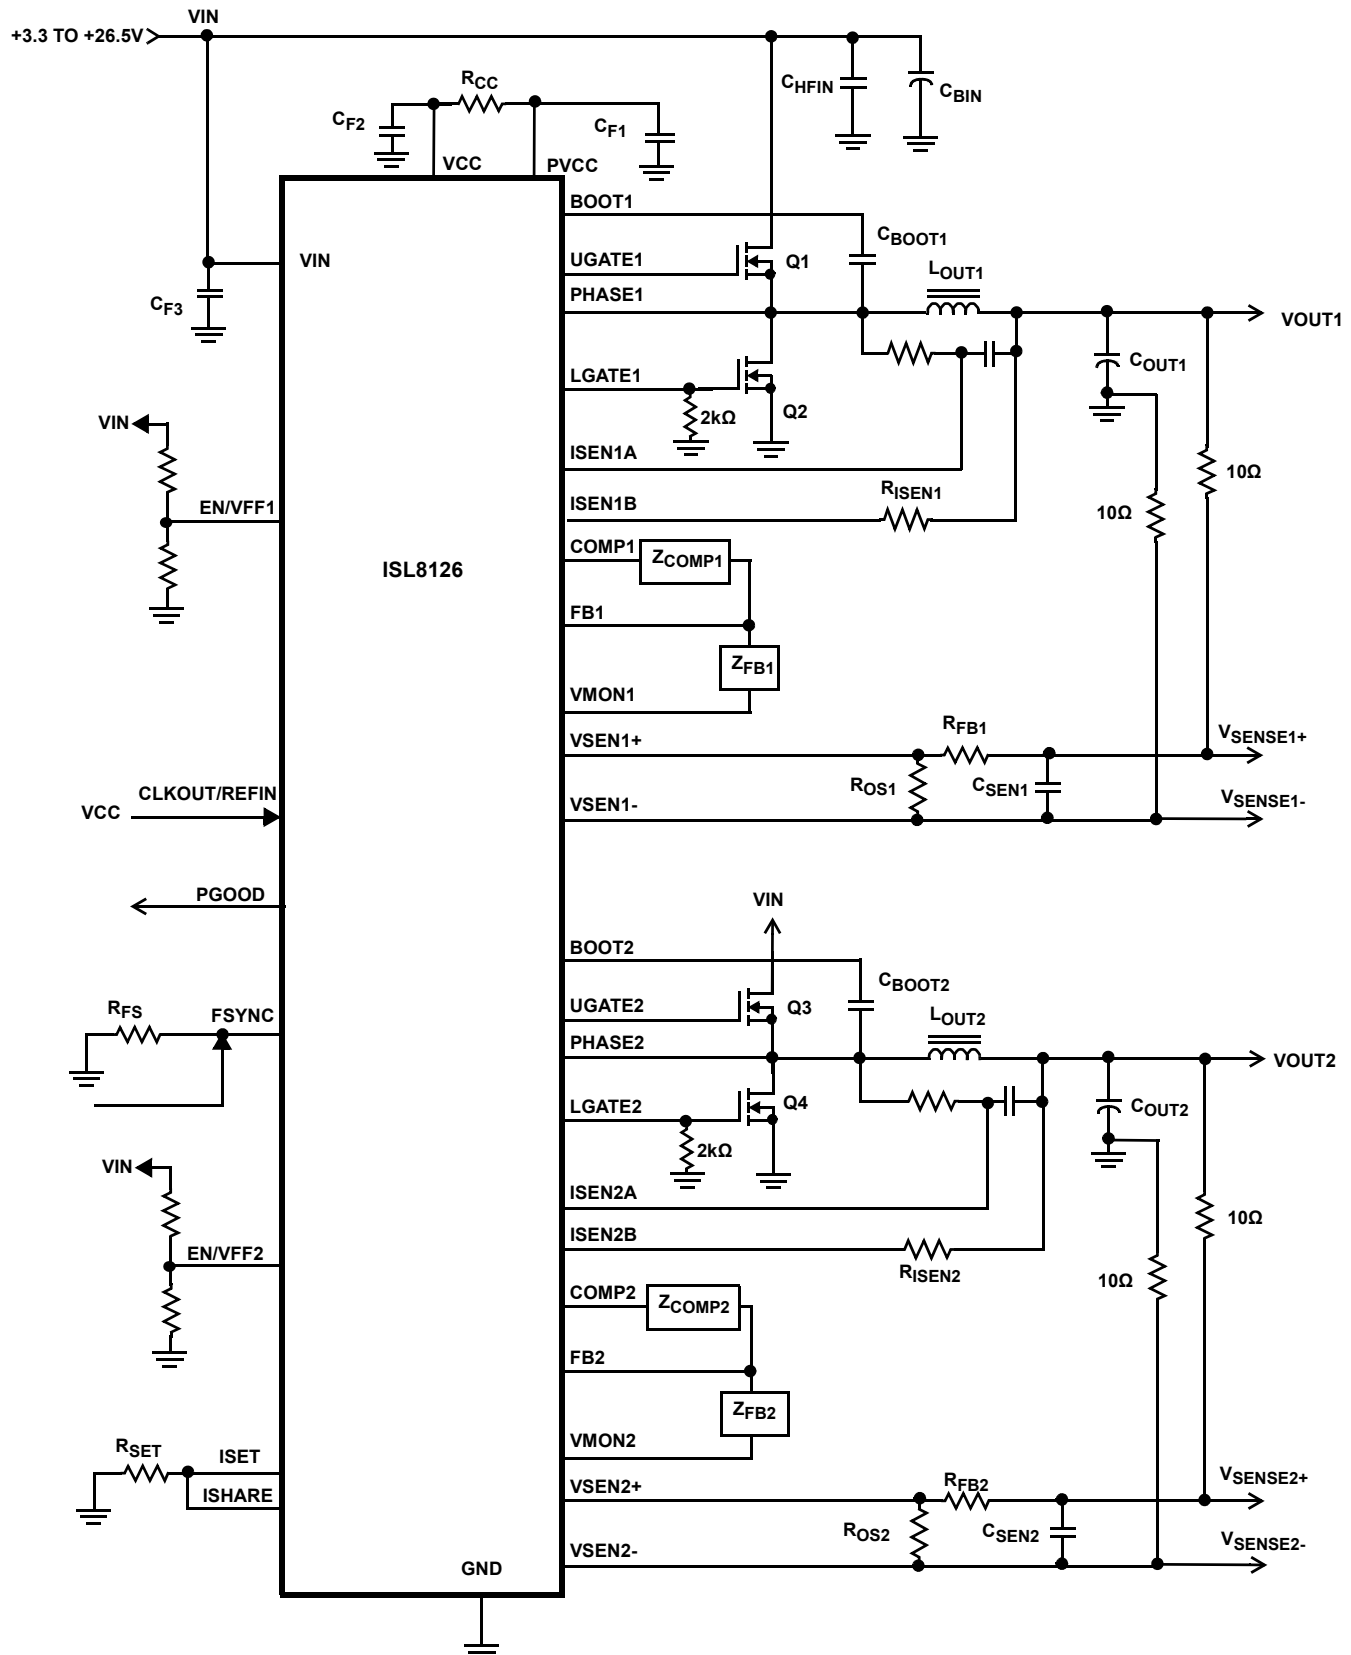 VIN
+3.3 TO +26.5V
RCC
CHFIN
CBIN
CF2
CF1
VCC
PVCC
BOOT1
CBOOT1
VIN
UGATE1
Q1
LOUT1
CF3
PHASE1
VOUT1
COUT1
LGATE1
2kΩ
Q2
VIN
ISEN1A
10Ω
RISEN1
EN/VFF1
ISEN1B
10Ω
COMP1
ZCOMP1
ISL8126
FB1
ZFB1
VMON1
RFB1
VSENSE1+
VSEN1+
CLKOUT/REFIN
ROS1
CSEN1
VCC
VSEN1-
VSENSE1-
PGOOD
VIN
BOOT2
CBOOT2
RFS
FSYNC
UGATE2
Q3
LOUT2
PHASE2
VOUT2
LGATE2
Q4
COUT2
2kΩ
VIN
ISEN2A
10Ω
EN/VFF2
ISEN2B
RISEN2
10Ω
COMP2
ZCOMP2
FB2
ZFB2
VMON2
RSET
ISET
VSEN2+
RFB2
VSENSE2+
ISHARE
ROS2
CSEN2
VSEN2-
VSENSE2-
GND